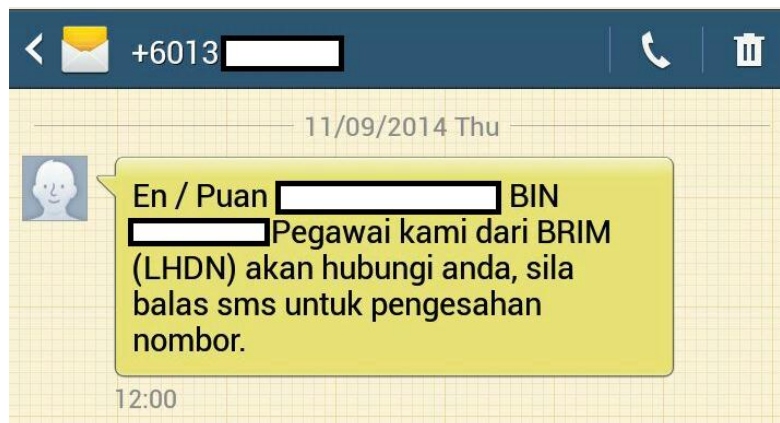 +6013
11/09/2014 Thu
En / Puan BIN
Pegawai kami dari BRIM
(LHDN) akan hubungi anda, sila
balas sms untuk pengesahan
nombor.
12:00